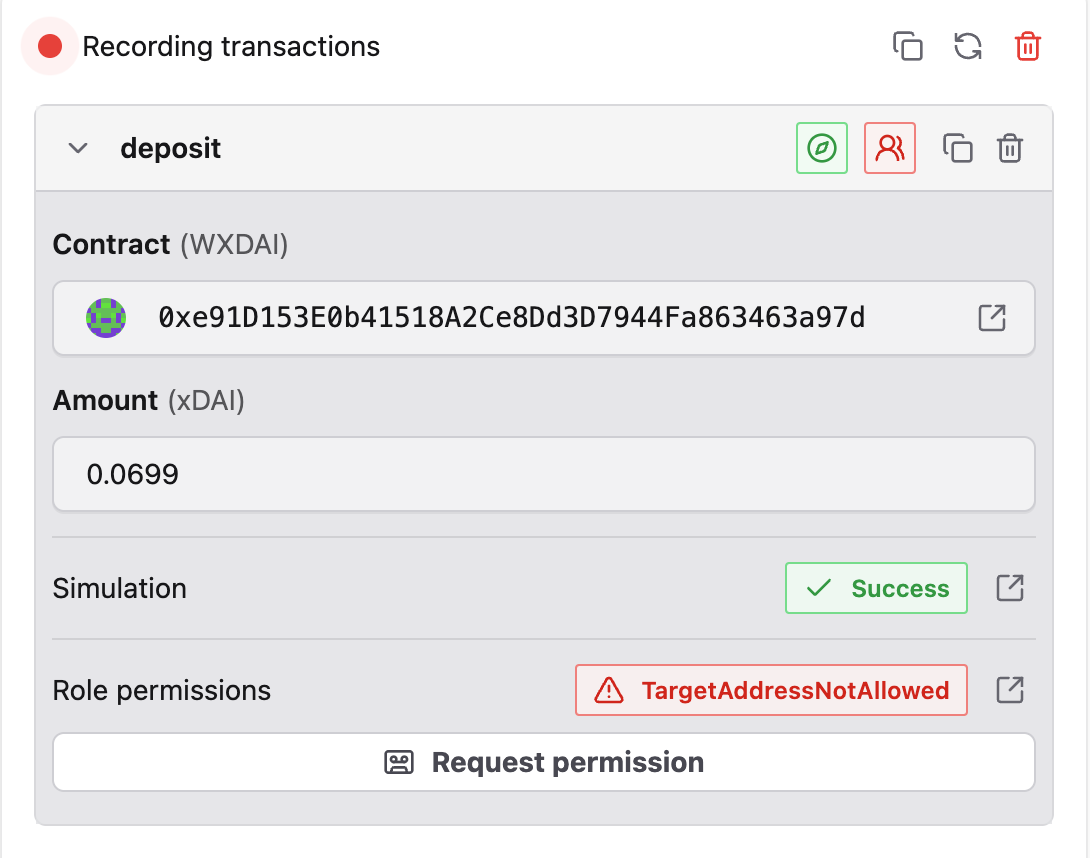 Recording transactions
deposit
Contract (WXDAI)
0xe91D153E0b41518A2Ce8Dd3D7944Fa863463a97d
Amount (xDAI)
0.0699
Simulation
Success
Role permissions
TargetAddressNotAllowed
Request permission